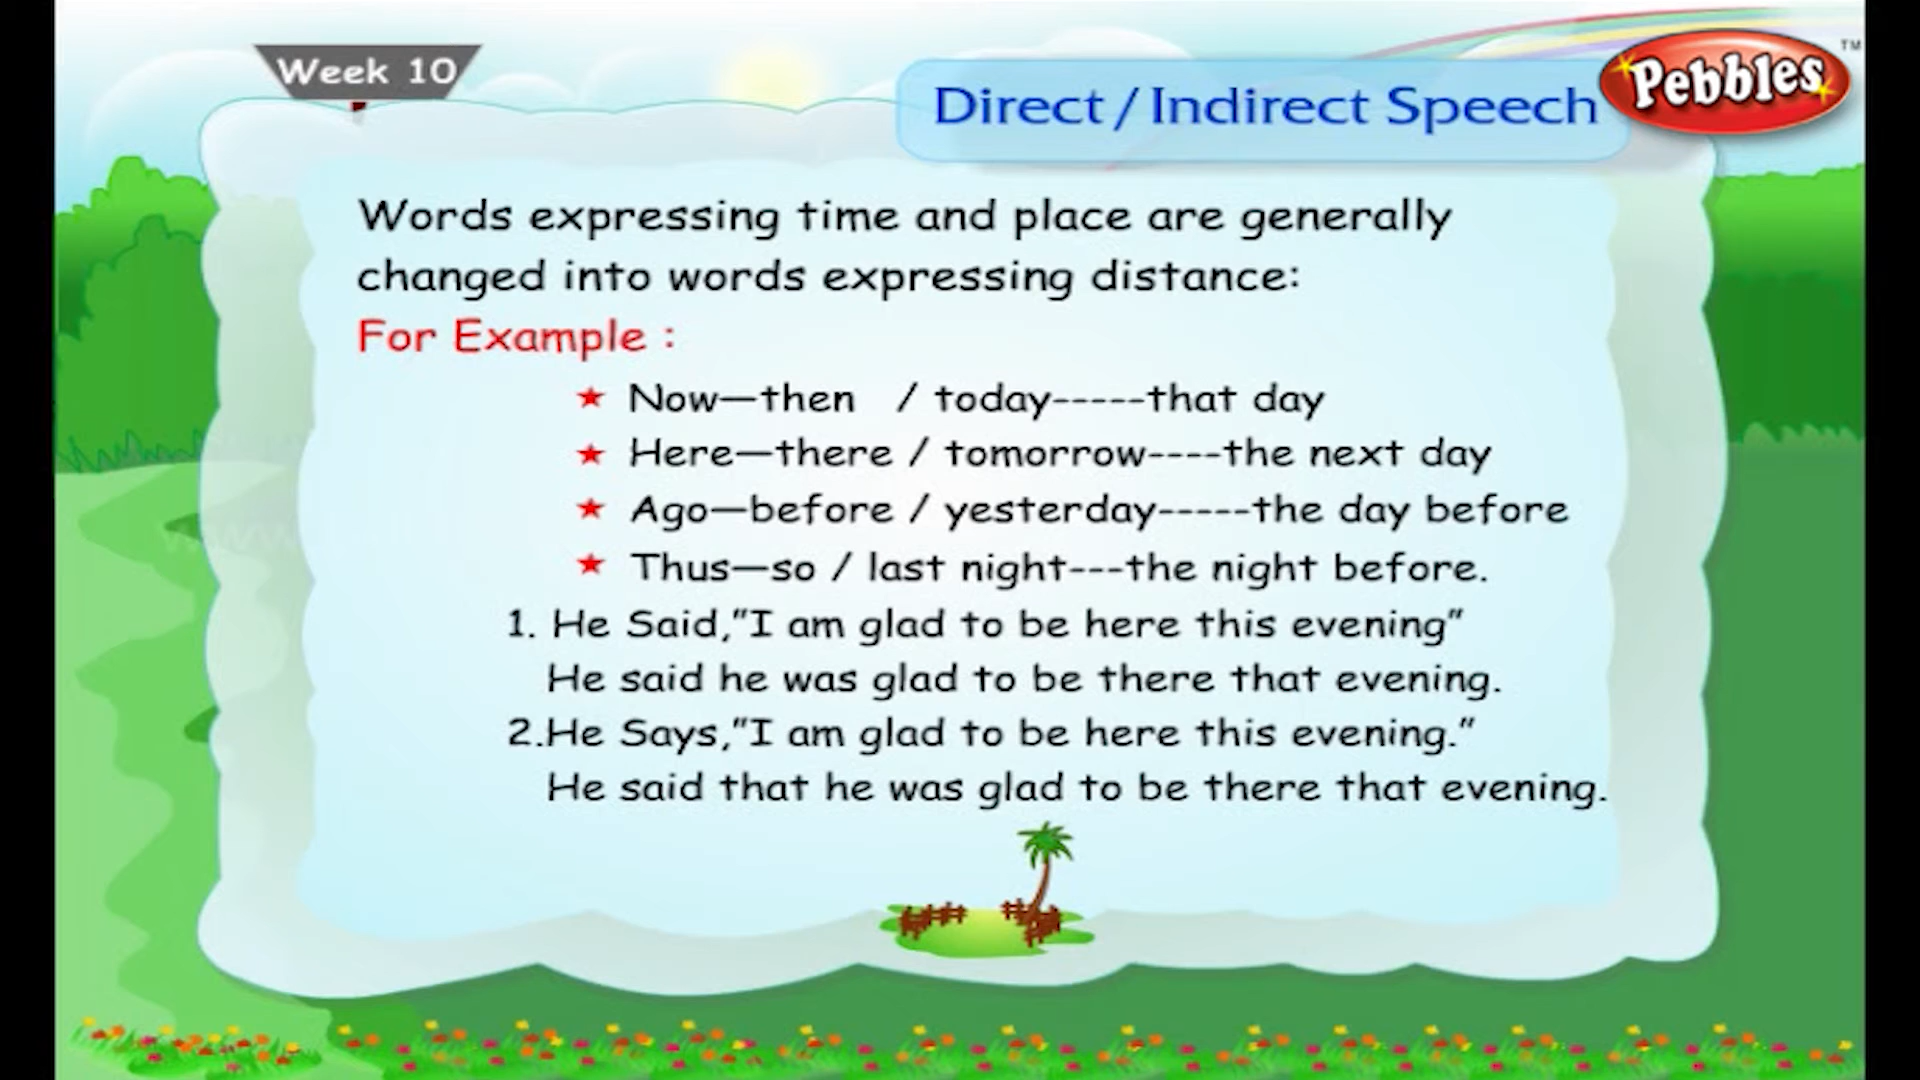 Week 10
Direct / Indirect Speech
Pebbles TM
Words expressing time and place are generally
changed into words expressing distance:
For Example :
★ Now—then / today-----that day
★ Here—there / tomorrow----the next day
★ Ago—before / yesterday-----the day before
★ Thus—so / last night---the night before.
1. He Said,"I am glad to be here this evening"
He said he was glad to be there that evening.
2.He Says,"I am glad to be here this evening."
He said that he was glad to be there that evening.